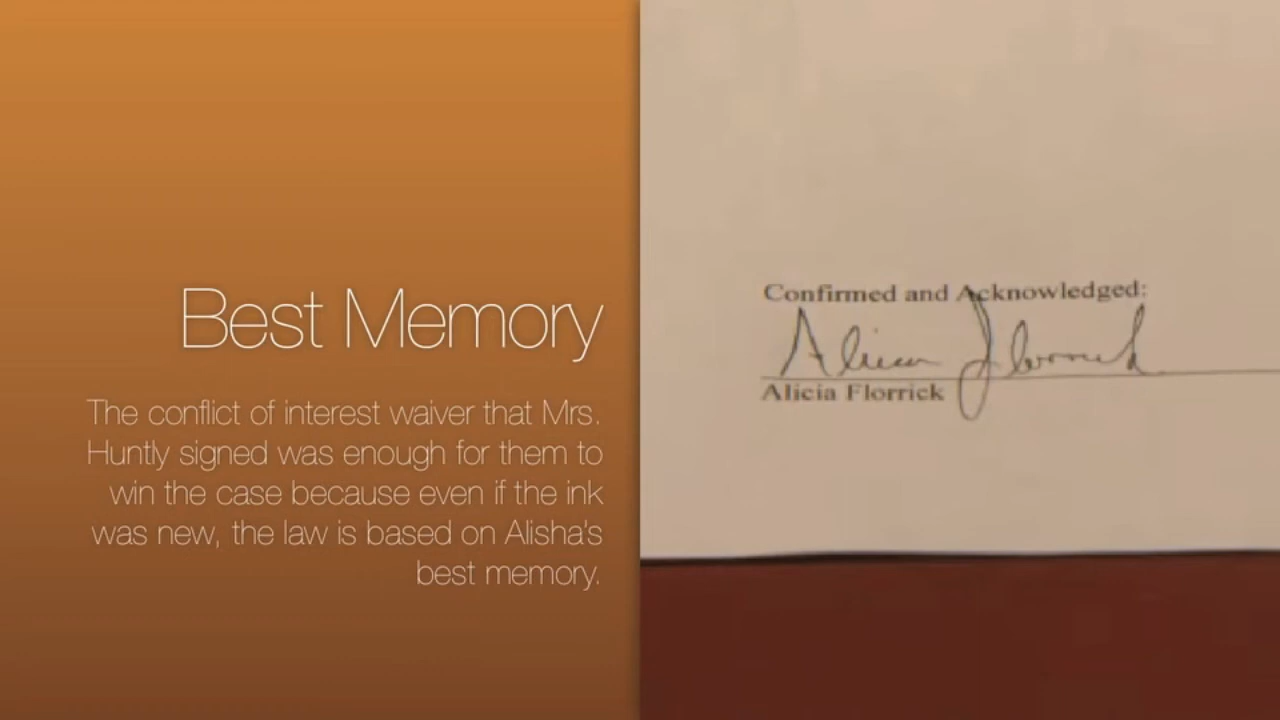 Best Memory
The conflict of interest waiver that Mrs.
Huntly signed was enough for them to
win the case because even if the ink
was new, the law is based on Alisha's
best memory.
Confirmed and Acknowledged:
Alicia Florrick
Alicia Florrick